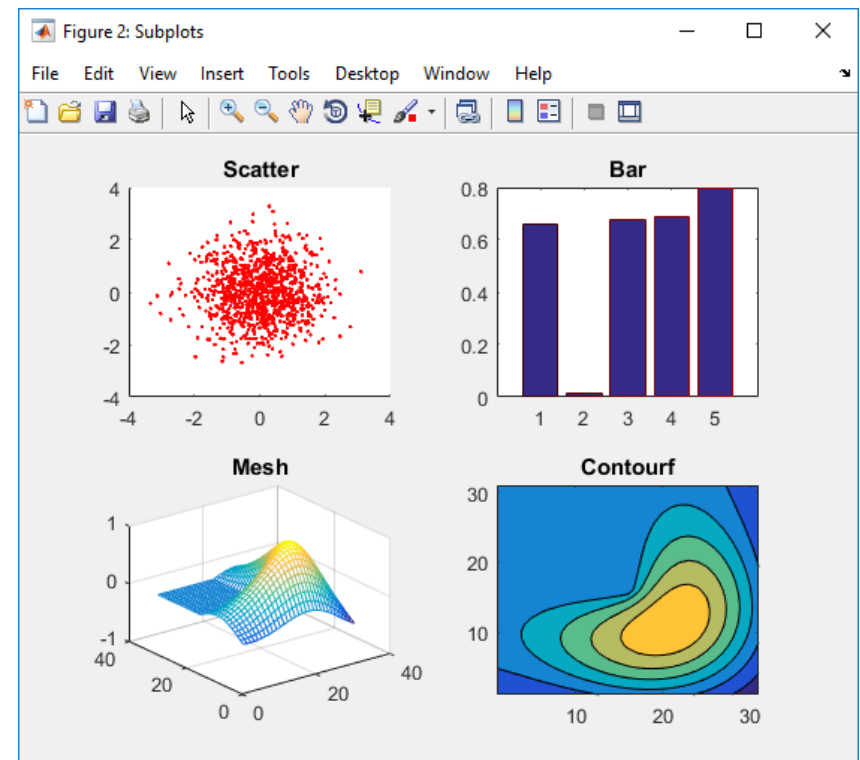 Figure 2: Subplots
File Edit View Insert Tools Desktop Window Help
Scatter
4
2
0
-2
-4
-4 -2 0 2 4
Bar
0.8
0.6
0.4
0.2
0
1 2 3 4 5
Mesh
1
0
-1
40
20
0
0
20
40
Contourf
30
20
10
10 20 30